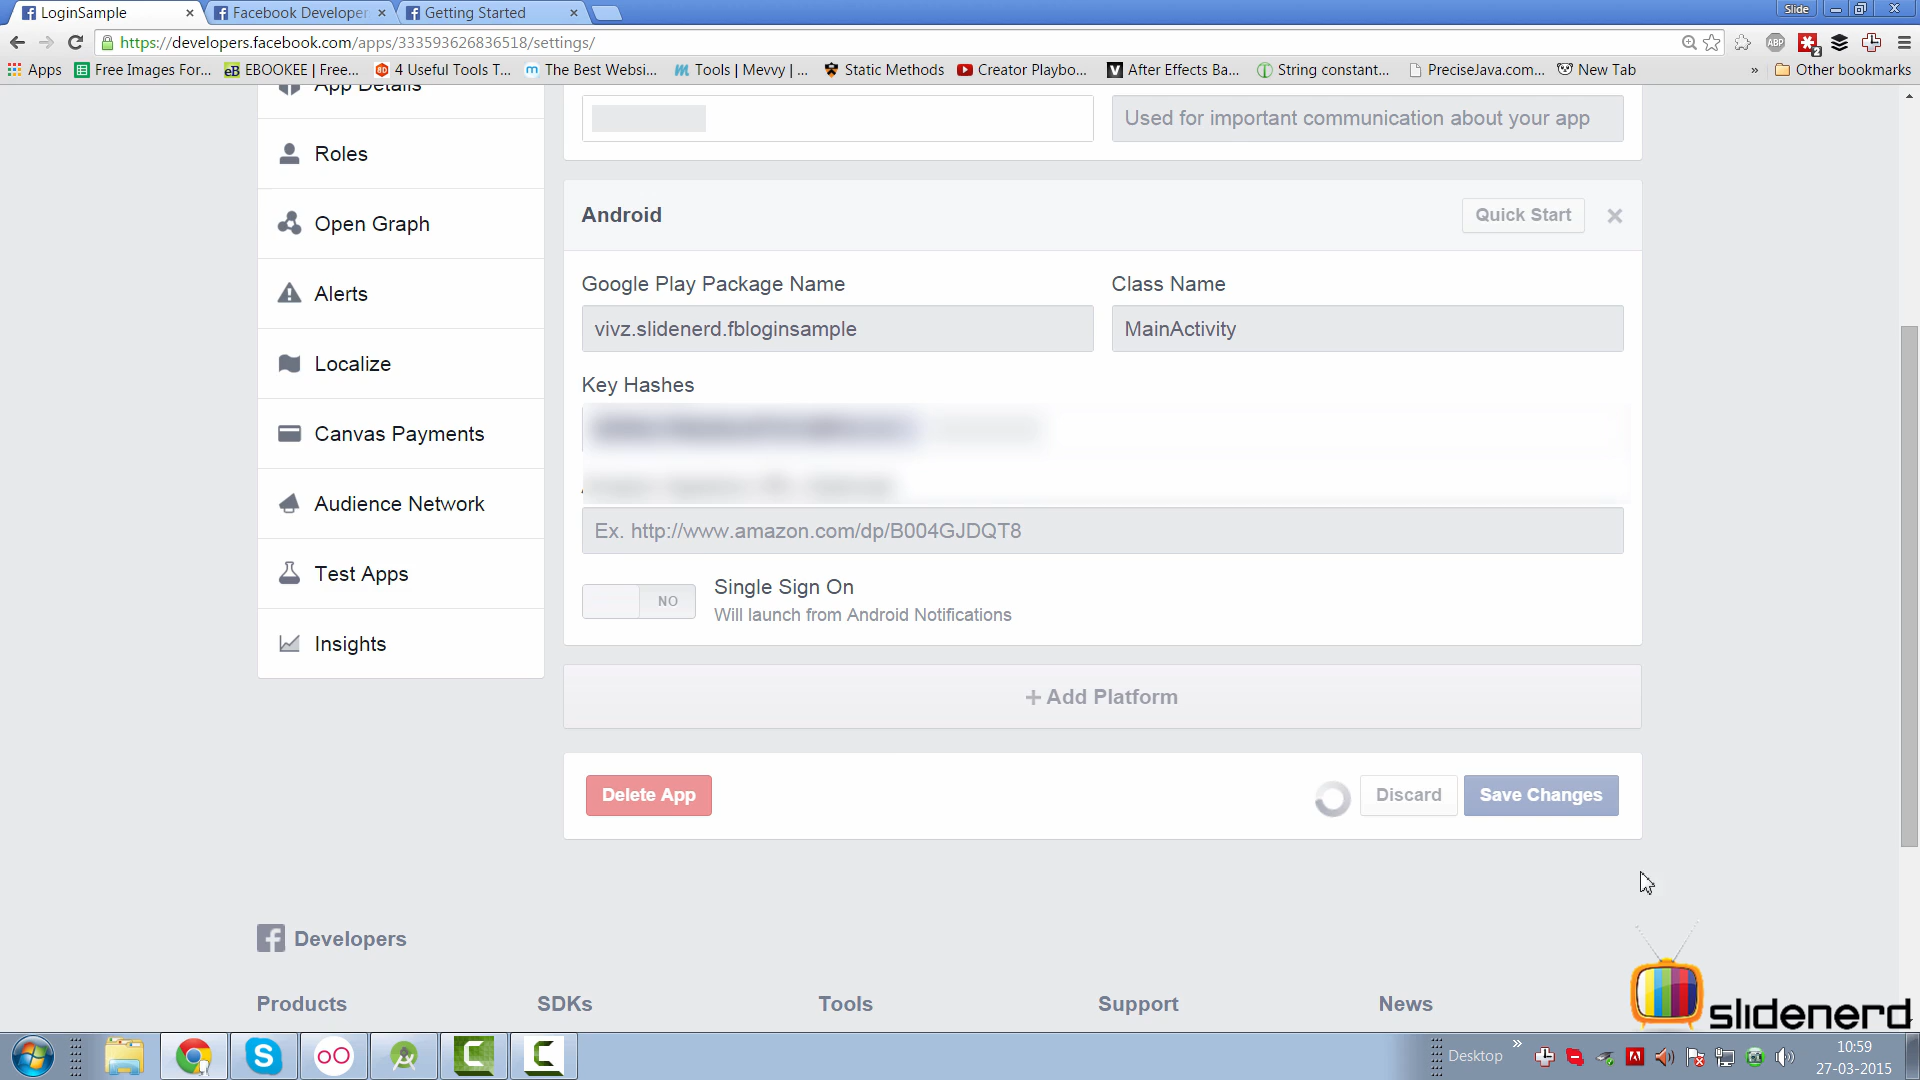 LoginSample
Facebook Developer
Getting Started
Slide
https://developers.facebook.com/apps/333593626836518/settings/
ABP
2
Apps
Free Images For...
EBOOKEE | Free...
4 Useful Tools T...
The Best Websi...
Tools | Mevvy | ...
Static Methods
Creator Playbo...
After Effects Ba...
String constant...
PreciseJava.com...
New Tab
»
Other bookmarks
App Details
Used for important communication about your app
Roles
Open Graph
Alerts
Localize
Canvas Payments
Audience Network
Test Apps
Insights
Android
Quick Start
Google Play Package Name
Class Name
vivz.slidenerd.fbloginsample
MainActivity
Key Hashes
Ex. http://www.amazon.com/dp/B004GJDQT8
NO
Single Sign On
Will launch from Android Notifications
+ Add Platform
Delete App
Discard
Save Changes
Developers
Products
SDKs
Tools
Support
News
slidenerd
Desktop
»
10:59
27-03-2015